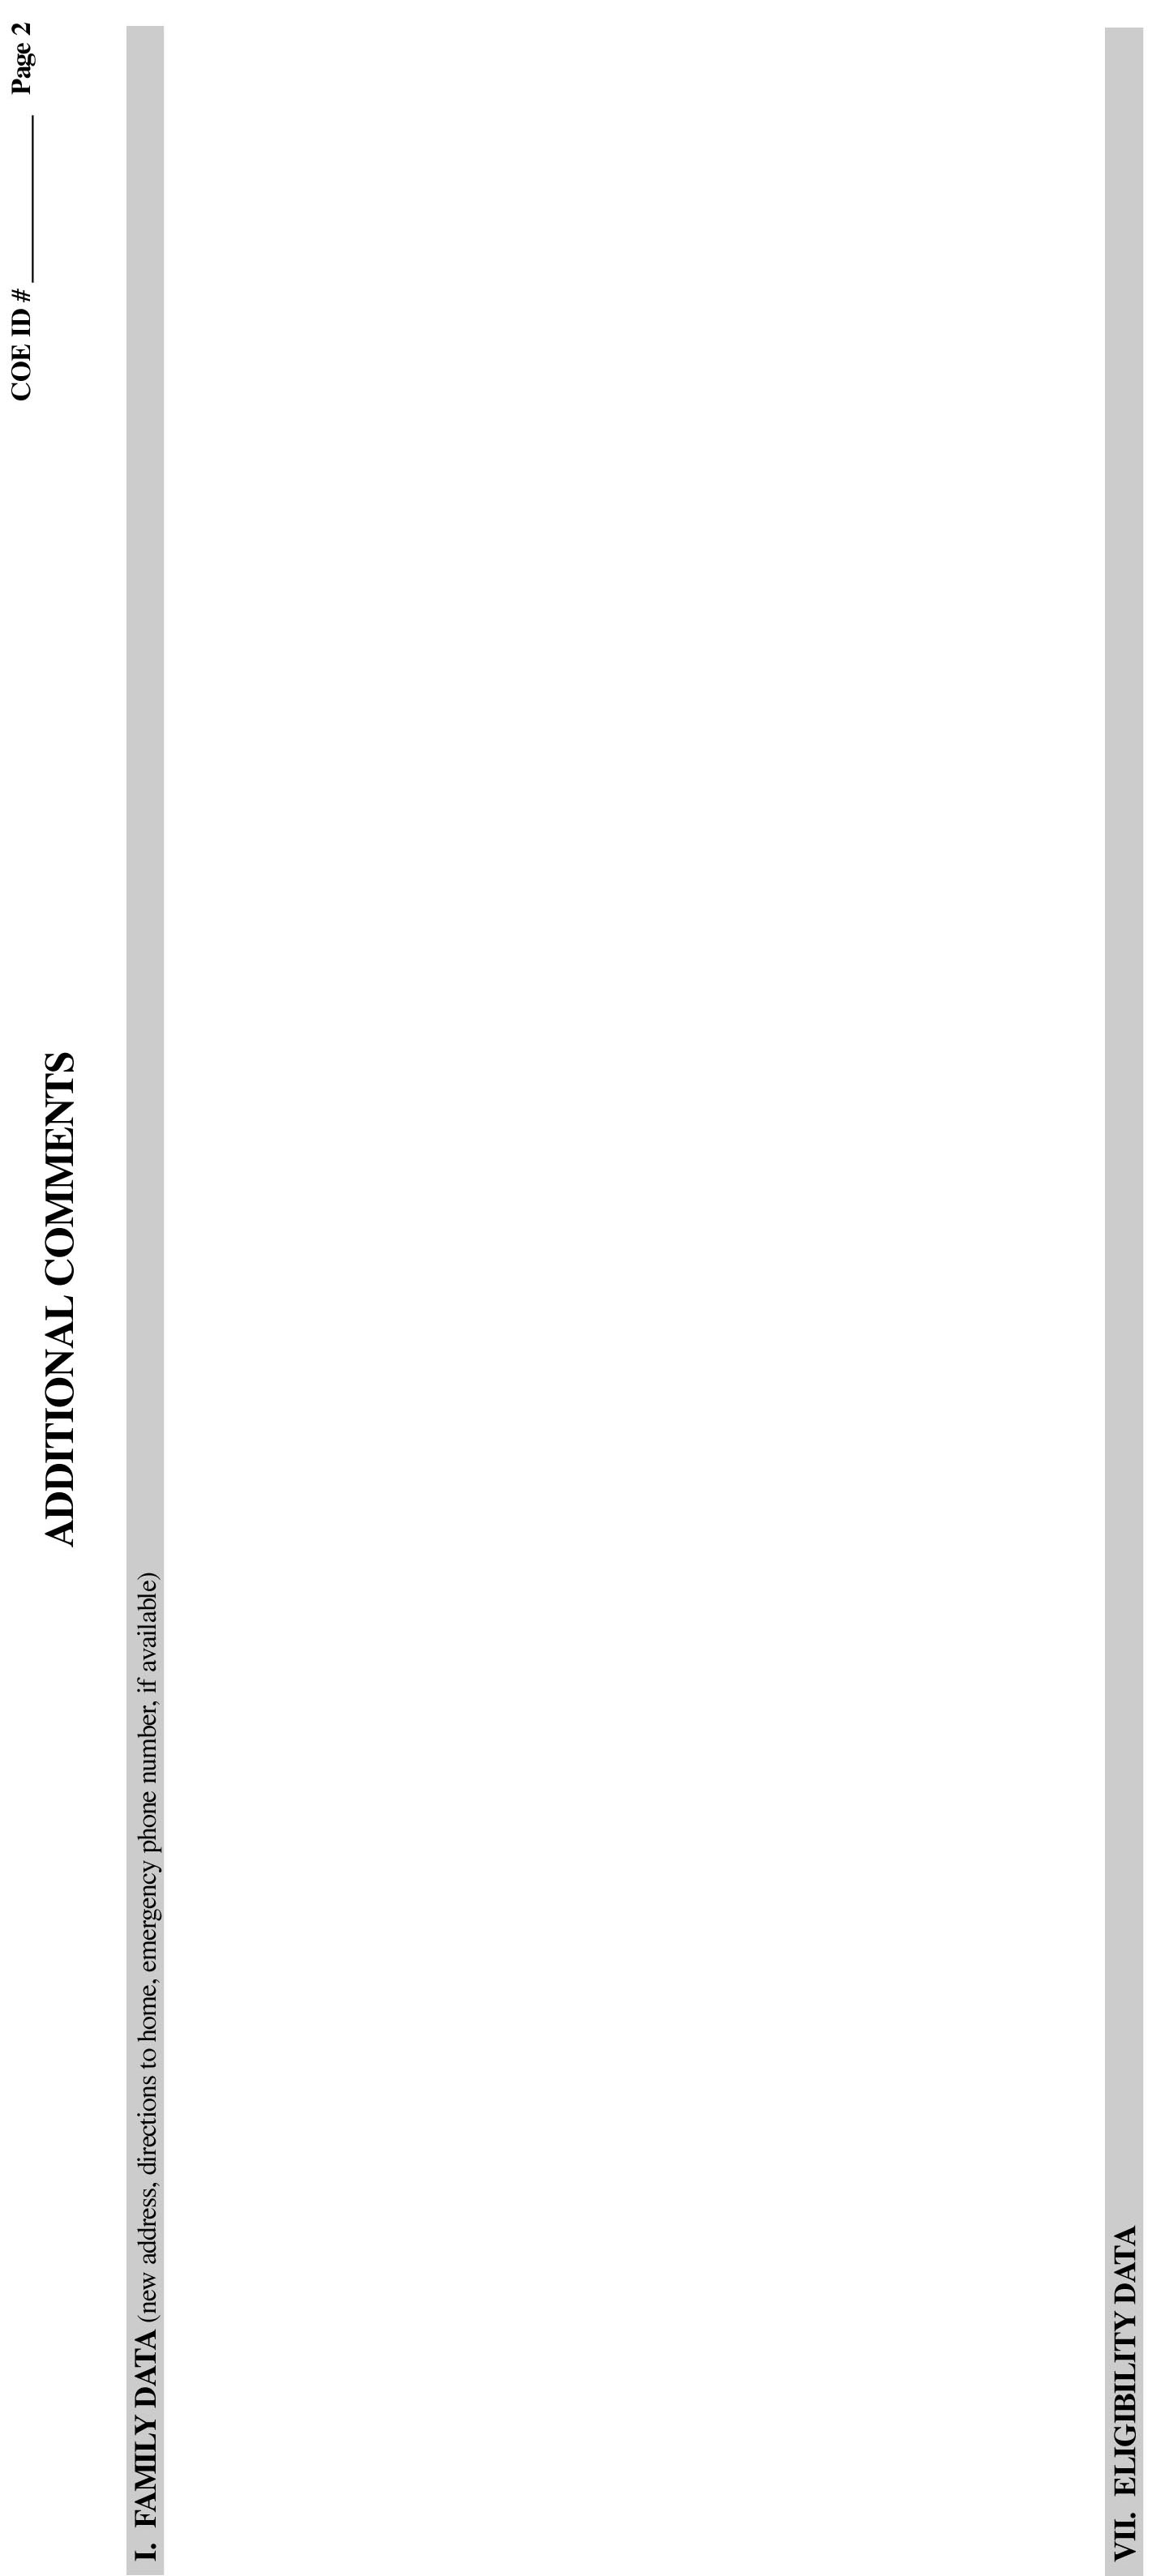 COE ID # ____________ Page 2
ADDITIONAL COMMENTS
I. FAMILY DATA (new address, directions to home, emergency phone number, if available)
VII. ELIGIBILITY DATA